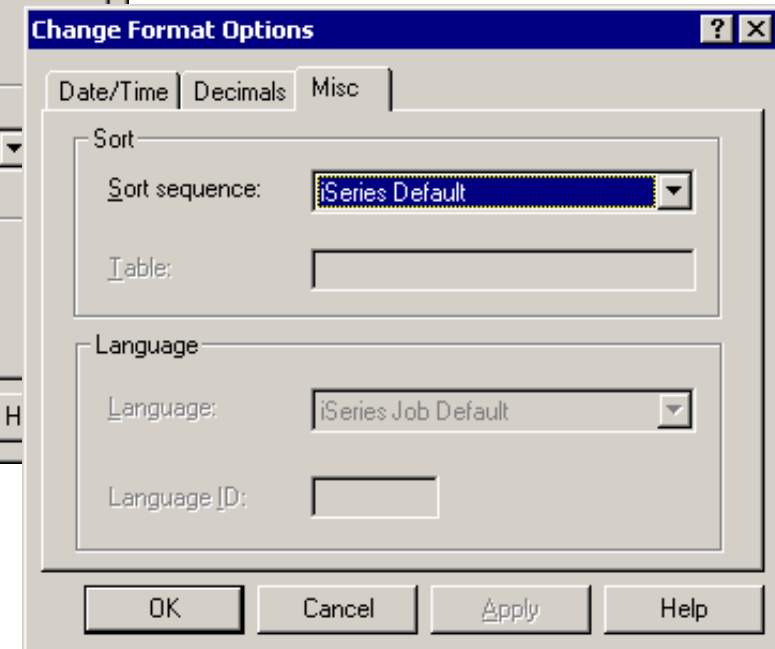 Change Format Options
Date/Time Decimals Misc
Sort
Sort sequence: iSeries Default
Table:
Language
Language: iSeries Job Default
Language ID:
H
OK Cancel Apply Help